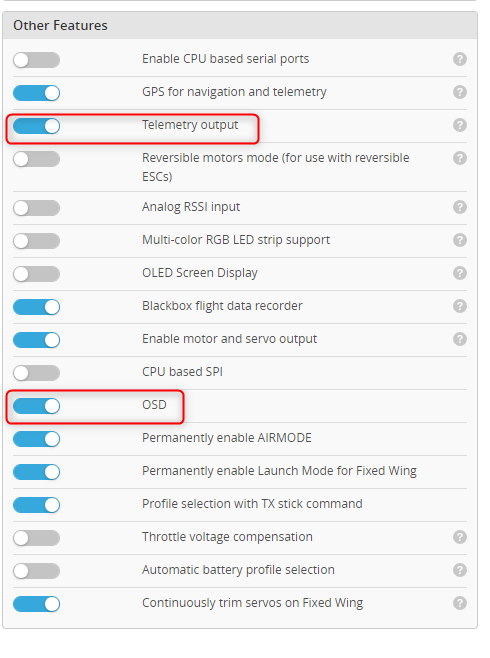 Other Features
Enable CPU based serial ports
GPS for navigation and telemetry
Telemetry output
Reversible motors mode (for use with reversible
ESCs)
Analog RSSI input
Multi-color RGB LED strip support
OLED Screen Display
Blackbox flight data recorder
Enable motor and servo output
CPU based SPI
OSD
Permanently enable AIRMODE
Permanently enable Launch Mode for Fixed Wing
Profile selection with TX stick command
Throttle voltage compensation
Automatic battery profile selection
Continuously trim servos on Fixed Wing